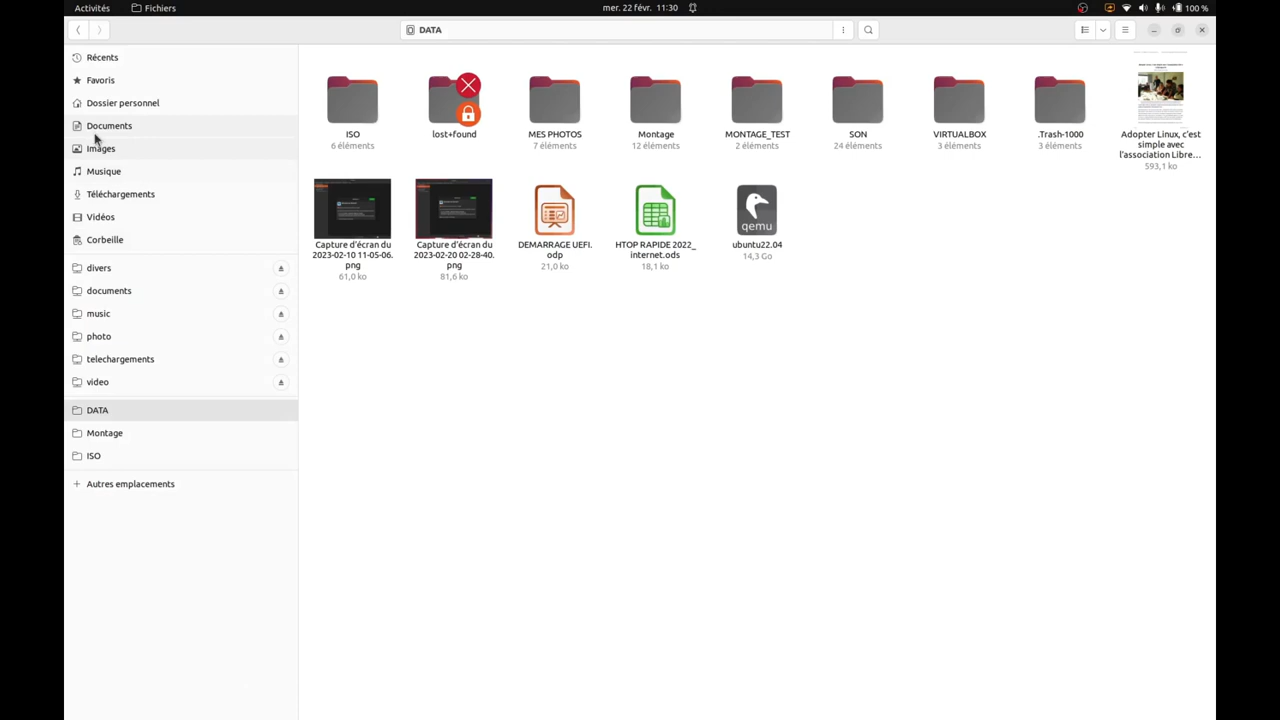 Activités
Fichiers
mer. 22 févr. 11:30
100 %
DATA
Récents
Favoris
Dossier personnel
Documents
Images
Musique
Téléchargements
Vidéos
Corbeille
divers
documents
music
photo
telechargements
video
DATA
Montage
ISO
Autres emplacements
ISO
6 éléments
lost+found
MES PHOTOS
7 éléments
Montage
12 éléments
MONTAGE_TEST
2 éléments
SON
24 éléments
VIRTUALBOX
3 éléments
.Trash-1000
3 éléments
Adopter Linux, c'est
simple avec
l'association Libre…
593,1 ko
Capture d'écran du
2023-02-10 11-05-06.
png
61,0 ko
Capture d'écran du
2023-02-20 02-28-40.
png
81,6 ko
DEMARRAGE UEFI.
odp
21,0 ko
HTOP RAPIDE 2022_
internet.ods
18,1 ko
qemu
ubuntu22.04
14,3 Go